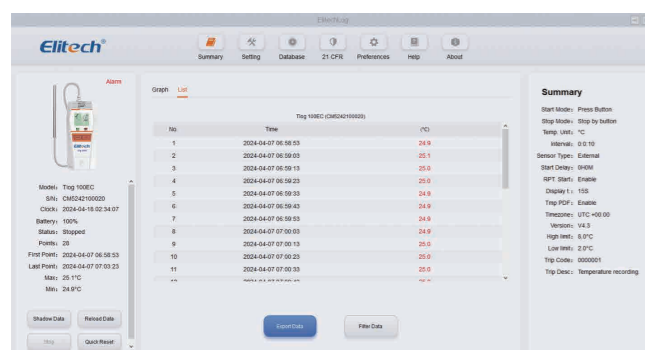 ElitechLog
Elitech®
Summary
Setting
Database
21 CFR
Preferences
Help
About
Alarm
Model: Tlog 100EC
S/N: CM5242100020
Clock: 2024-04-18 02:34:07
Battery: 100%
Status: Stopped
Points: 28
First Point: 2024-04-07 06:58:53
Last Point: 2024-04-07 07:03:23
Max: 25.1°C
Min: 24.9°C
Shadow Data
Reload Data
Stop
Quick Reset
Graph List
Tlog 100EC (CM5242100020)
No. Time (°C)
1 2024-04-07 06:58:53 24.9
2 2024-04-07 06:59:03 25.1
3 2024-04-07 06:59:13 25.0
4 2024-04-07 06:59:23 25.0
5 2024-04-07 06:59:33 24.9
6 2024-04-07 06:59:43 24.9
7 2024-04-07 06:59:53 24.9
8 2024-04-07 07:00:03 24.9
9 2024-04-07 07:00:13 25.0
10 2024-04-07 07:00:23 25.0
11 2024-04-07 07:00:33 25.0
Export Data
Filter Data
Summary
Start Mode: Press Button
Stop Mode: Stop by button
Temp. Unit: °C
Interval: 0:0:10
Sensor Type: External
Start Delay: 0H0M
RPT. Start: Enable
Display t: 15S
Tmp PDF: Enable
Timezone: UTC +00:00
Version: V4.3
High limit: 8.0°C
Low limit: 2.0°C
Trip Code: 0000001
Trip Desc: Temperature recording.